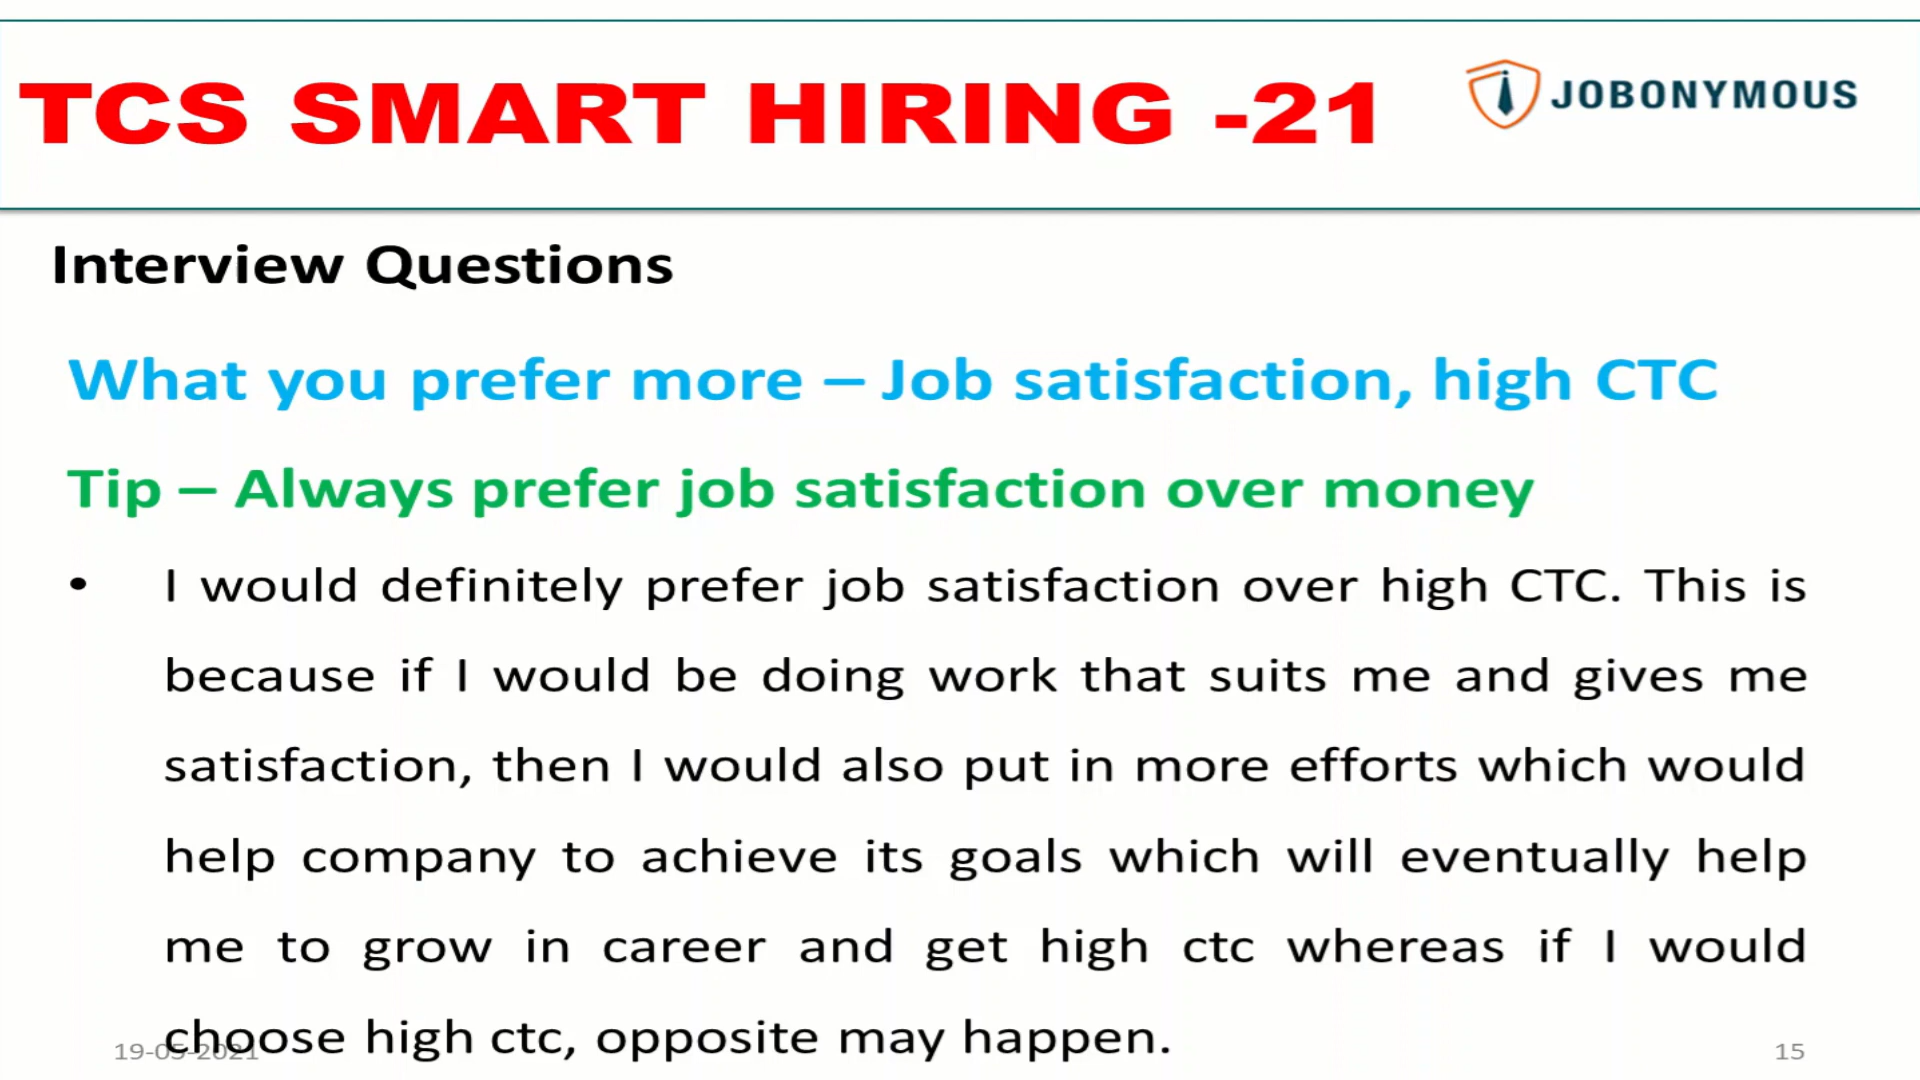 TCS SMART HIRING -21
JOBONYMOUS
Interview Questions
What you prefer more – Job satisfaction, high CTC
Tip – Always prefer job satisfaction over money
• I would definitely prefer job satisfaction over high CTC. This is
because if I would be doing work that suits me and gives me
satisfaction, then I would also put in more efforts which would
help company to achieve its goals which will eventually help
me to grow in career and get high ctc whereas if I would
choose high ctc, opposite may happen.
19-05-2021
15